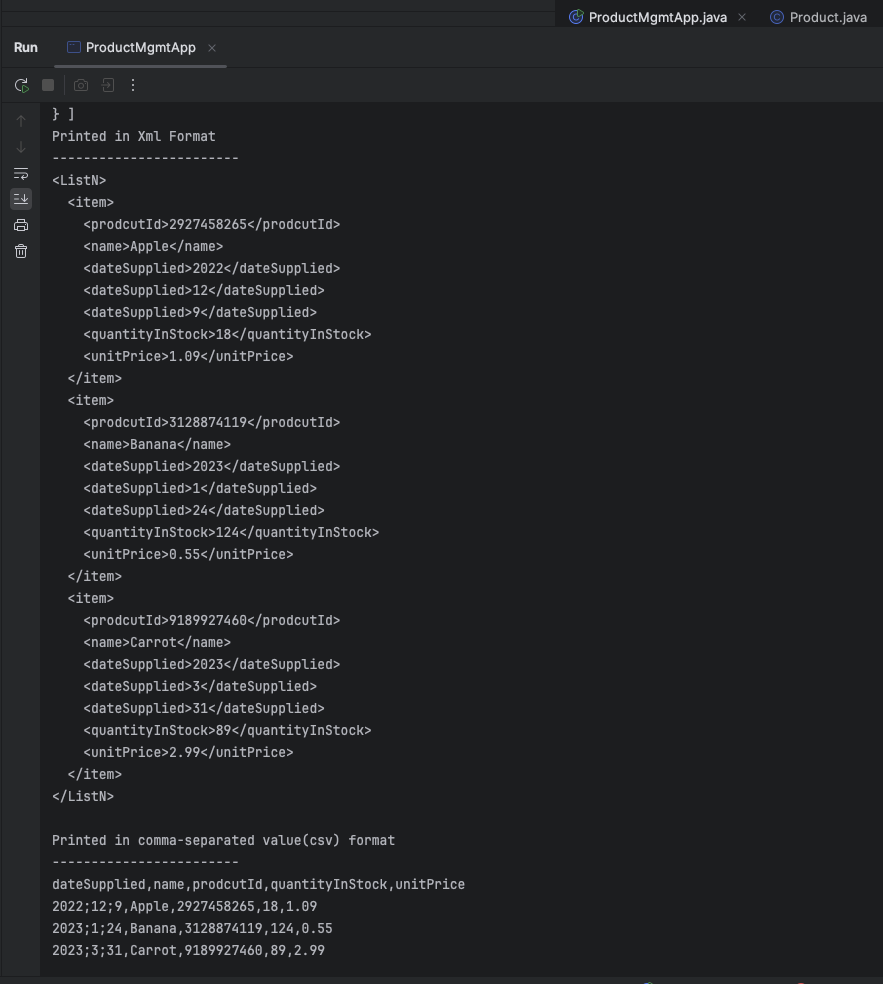 ProductMgmtApp.java
Product.java
Run
ProductMgmtApp
} ]
Printed in Xml Format
------------------------
<ListN>
  <item>
    <prodcutId>2927458265</prodcutId>
    <name>Apple</name>
    <dateSupplied>2022</dateSupplied>
    <dateSupplied>12</dateSupplied>
    <dateSupplied>9</dateSupplied>
    <quantityInStock>18</quantityInStock>
    <unitPrice>1.09</unitPrice>
  </item>
  <item>
    <prodcutId>3128874119</prodcutId>
    <name>Banana</name>
    <dateSupplied>2023</dateSupplied>
    <dateSupplied>1</dateSupplied>
    <dateSupplied>24</dateSupplied>
    <quantityInStock>124</quantityInStock>
    <unitPrice>0.55</unitPrice>
  </item>
  <item>
    <prodcutId>9189927460</prodcutId>
    <name>Carrot</name>
    <dateSupplied>2023</dateSupplied>
    <dateSupplied>3</dateSupplied>
    <dateSupplied>31</dateSupplied>
    <quantityInStock>89</quantityInStock>
    <unitPrice>2.99</unitPrice>
  </item>
</ListN>
Printed in comma-separated value(csv) format
------------------------
dateSupplied,name,prodcutId,quantityInStock,unitPrice
2022;12;9,Apple,2927458265,18,1.09
2023;1;24,Banana,3128874119,124,0.55
2023;3;31,Carrot,9189927460,89,2.99